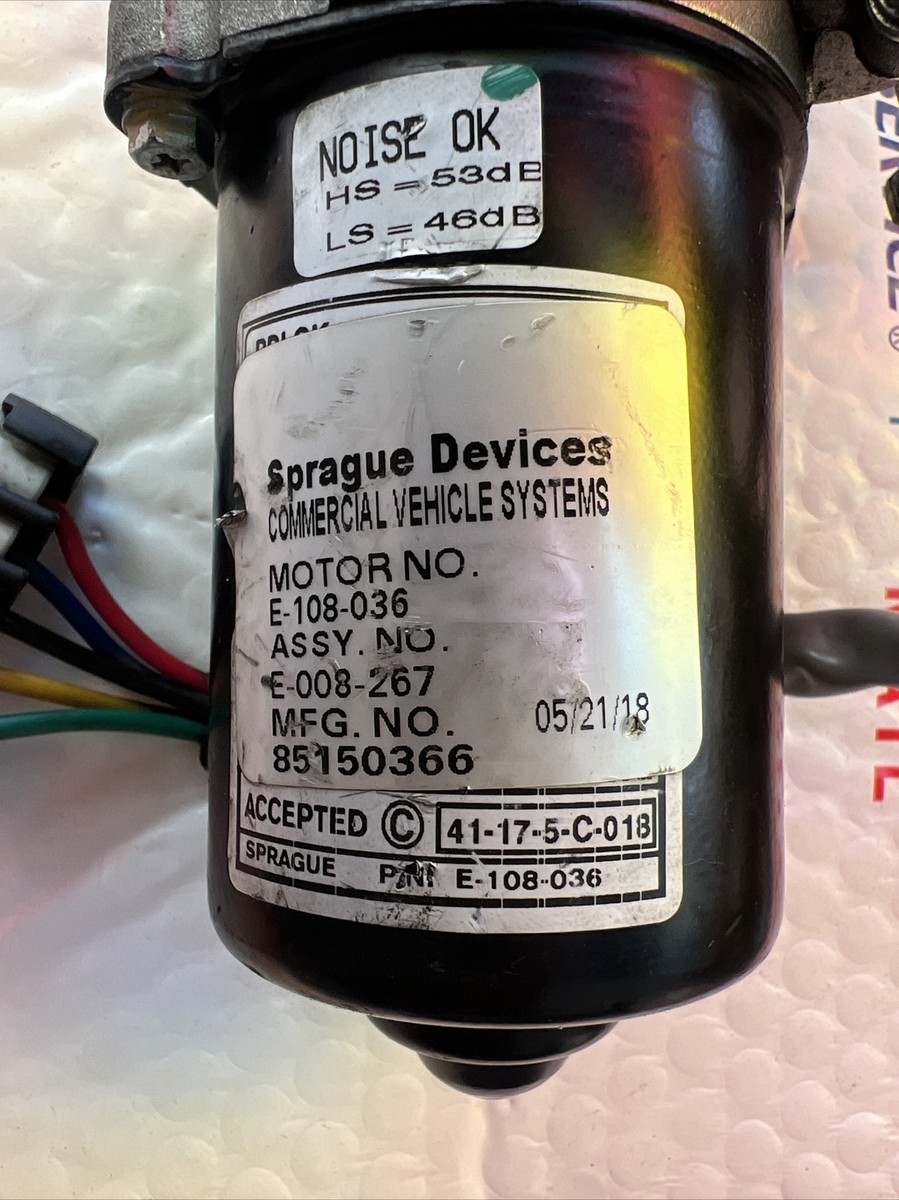 NOISE OK
HS = 53dB
LS = 46dB
Sprague Devices
COMMERCIAL VEHICLE SYSTEMS
MOTOR NO.
E-108-036
ASSY. NO.
E-008-267
MFG. NO. 05/21/18
85150366
ACCEPTED © 41-17-5-C-018
SPRAGUE P/N E-108-036